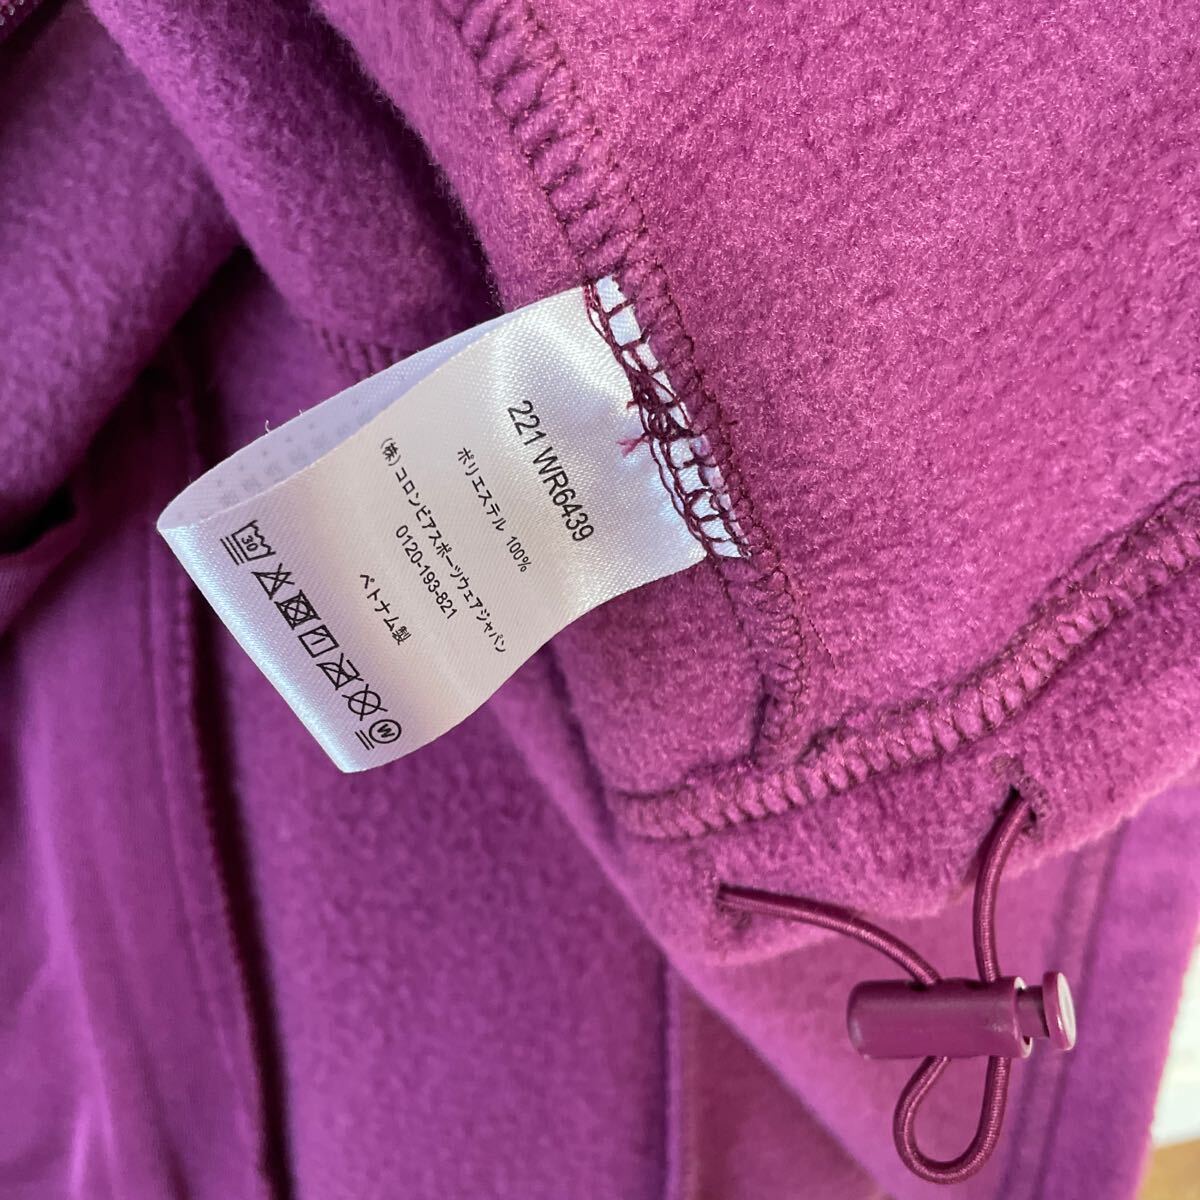 221 WR6439
ポリエステル 100%
(株)コロンビアスポーツウェアジャパン
0120-193-821
ベトナム製
30
W